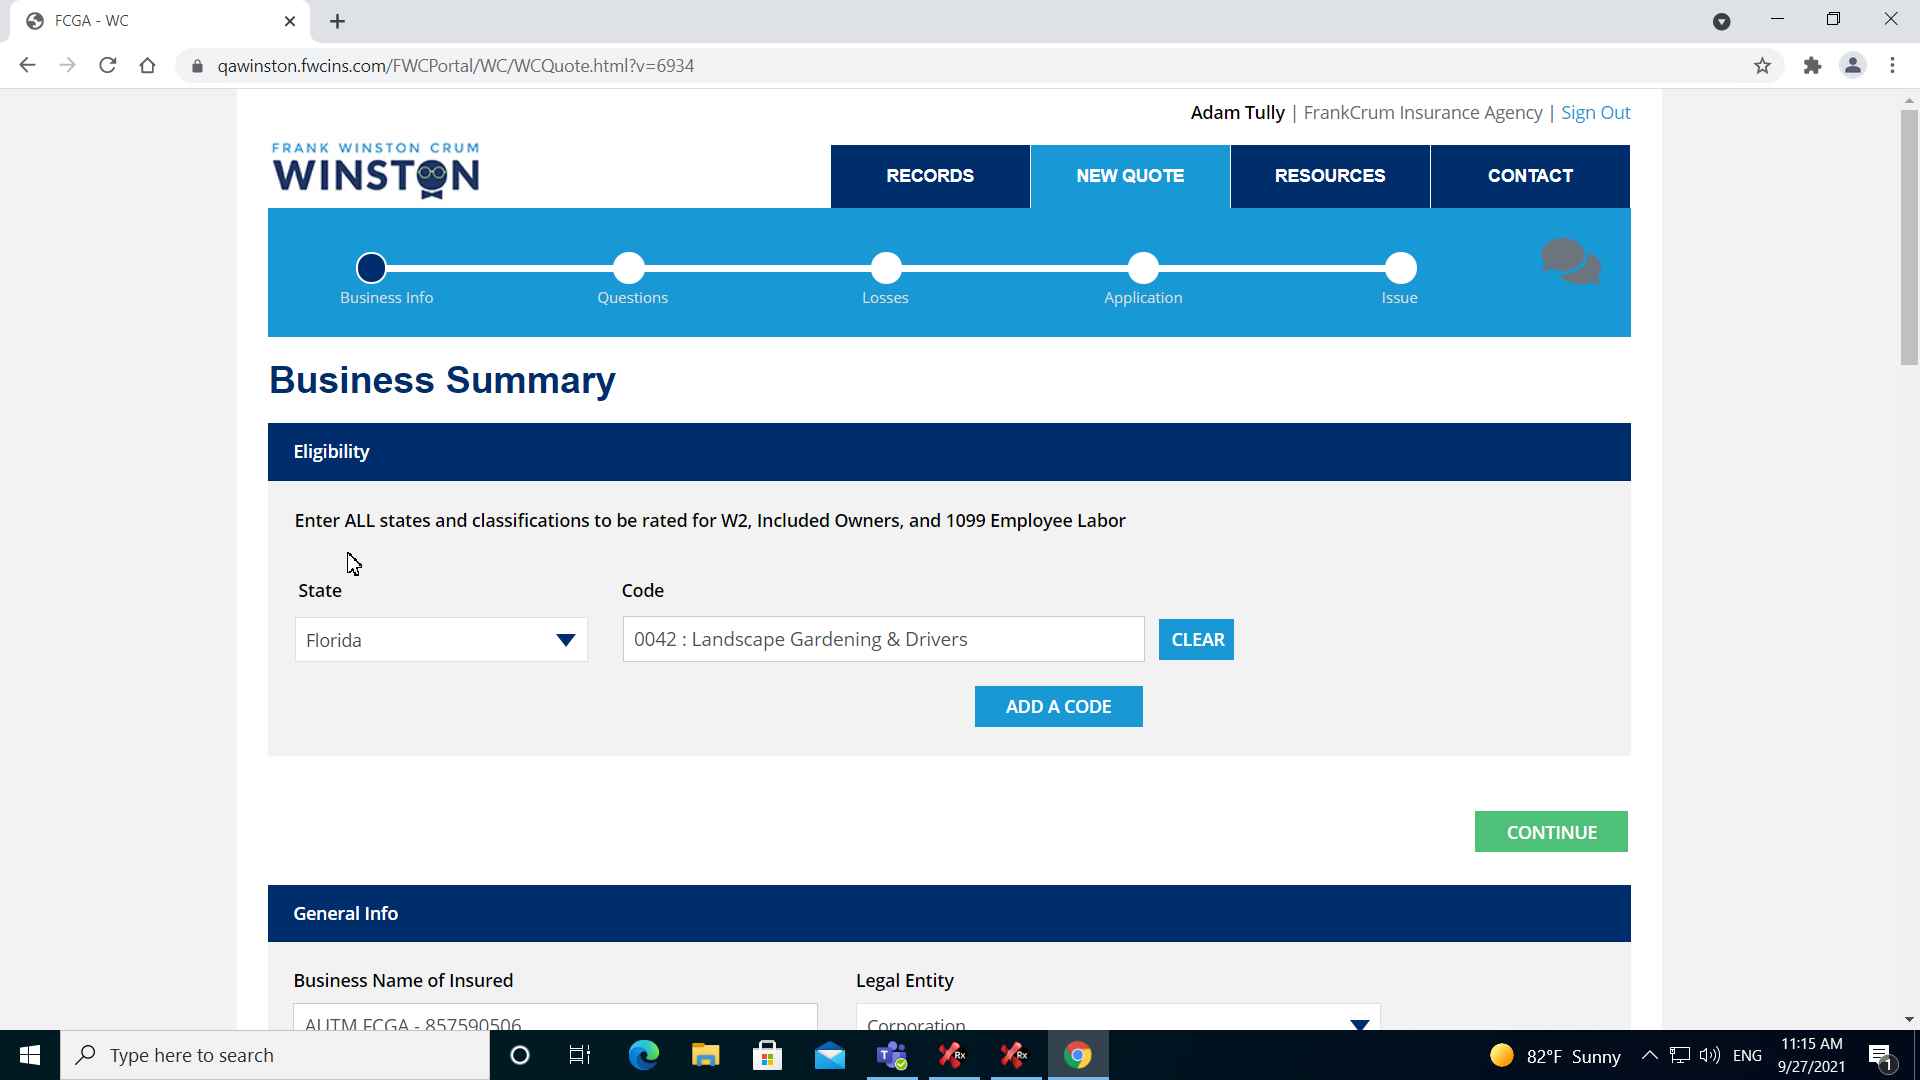 FCGA - WC
qawinston.fwcins.com/FWCPortal/WC/WCQuote.html?v=6934
Adam Tully | FrankCrum Insurance Agency | Sign Out
FRANK WINSTON CRUM
WINSTON
RECORDS
NEW QUOTE
RESOURCES
CONTACT
Business Info
Questions
Losses
Application
Issue
Business Summary
Eligibility
Enter ALL states and classifications to be rated for W2, Included Owners, and 1099 Employee Labor
State
Code
Florida
0042 : Landscape Gardening & Drivers
CLEAR
ADD A CODE
CONTINUE
General Info
Business Name of Insured
Legal Entity
AUTM FCGA - 857590506
Corporation
Type here to search
Rx
Rx
82°F Sunny
ENG
11:15 AM
9/27/2021
1